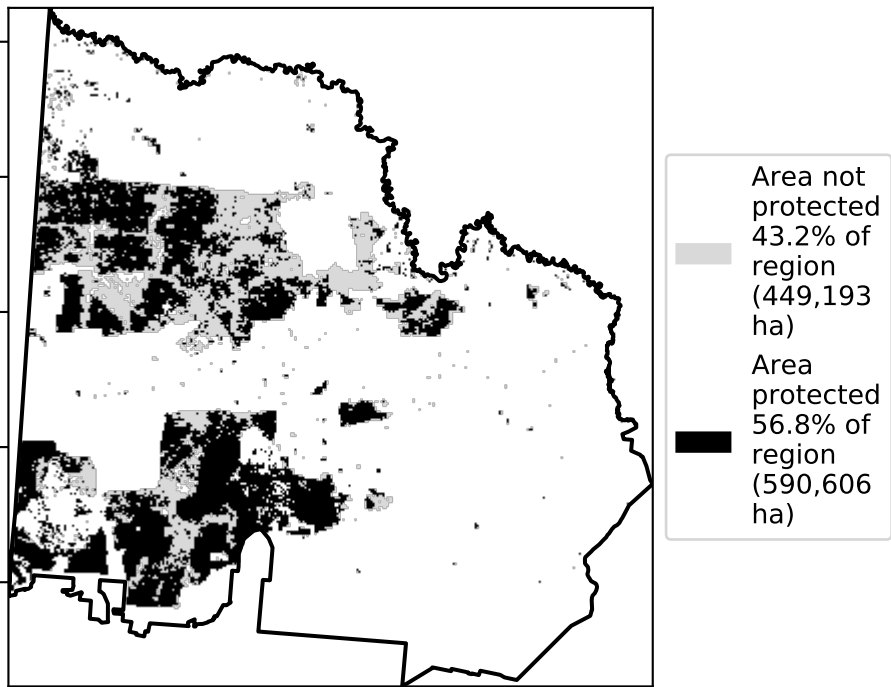 Area not
protected
43.2% of
region
(449,193
ha)
Area
protected
56.8% of
region
(590,606
ha)